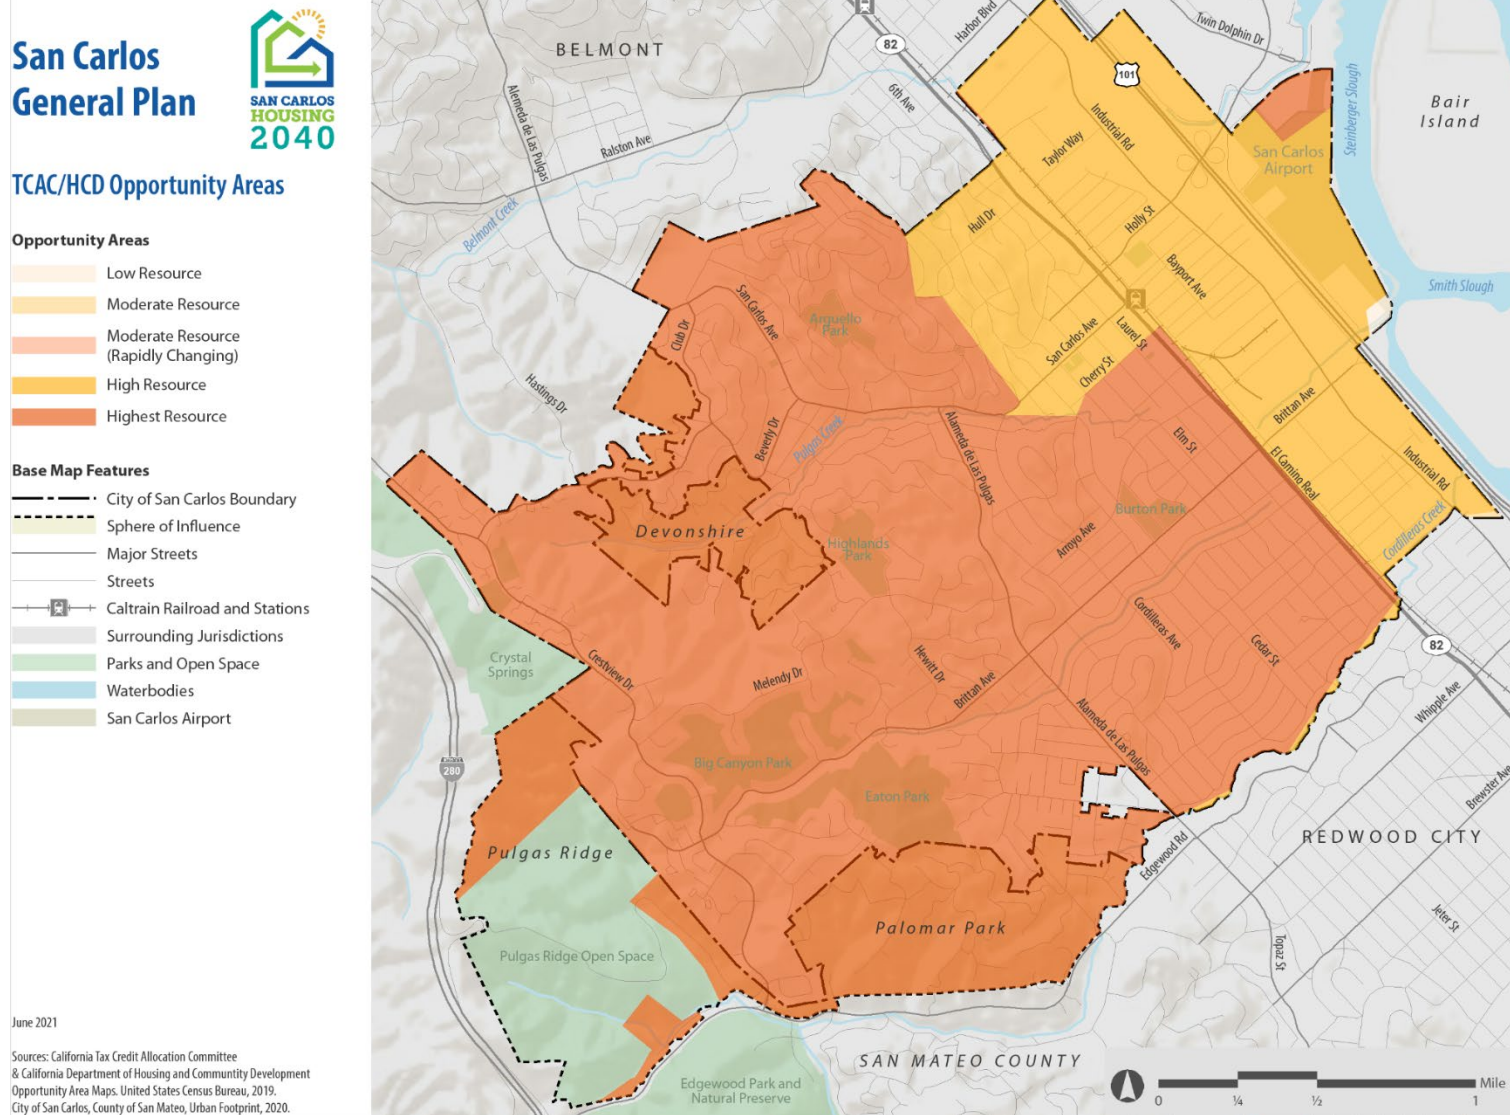 San Carlos
General Plan
SAN CARLOS
HOUSING
2040
TCAC/HCD Opportunity Areas
Opportunity Areas
Low Resource
Moderate Resource
Moderate Resource
(Rapidly Changing)
High Resource
Highest Resource
Base Map Features
City of San Carlos Boundary
Sphere of Influence
Major Streets
Streets
Caltrain Railroad and Stations
Surrounding Jurisdictions
Parks and Open Space
Waterbodies
San Carlos Airport
June 2021
Sources: California Tax Credit Allocation Committee
& California Department of Housing and Communtity Development
Opportunity Area Maps. United States Census Bureau, 2019.
City of San Carlos, County of San Mateo, Urban Footprint, 2020.
BELMONT
Harbor Blvd
Twin Dolphin Dr
82
101
6th Ave
Alemeda de Las Pulgas
Ralston Ave
Belmont Creek
Industrial Rd
Taylor Way
Steinberger Slough
Bair
Island
San Carlos
Airport
Hull Dr
Holly St
Bayport Ave
Smith Slough
San Carlos Ave
Club Dr
Arguello
Park
San Carlos Ave
Laurel St
Cherry St
Hastings Dr
Beverly Dr
Pulgas Creek
Alameda de Las Pulgas
Elm St
Brittan Ave
El Camino Real
Industrial Rd
Cordilleras Creek
Devonshire
Highlands
Park
Burton Park
Arroyo Ave
Crystal
Springs
Crestview Dr
Melendy Dr
Hewitt Dr
Brittan Ave
Cordilleras Ave
Cedar St
82
Whipple Ave
Alameda de Las Pulgas
Big Canyon Park
Eaton Park
280
Brewster Ave
REDWOOD CITY
Edgewood Rd
Pulgas Ridge
Palomar Park
Jeter St
Topaz St
Pulgas Ridge Open Space
SAN MATEO COUNTY
Edgewood Park and
Natural Preserve
0 ¼ ½ 1 Mile